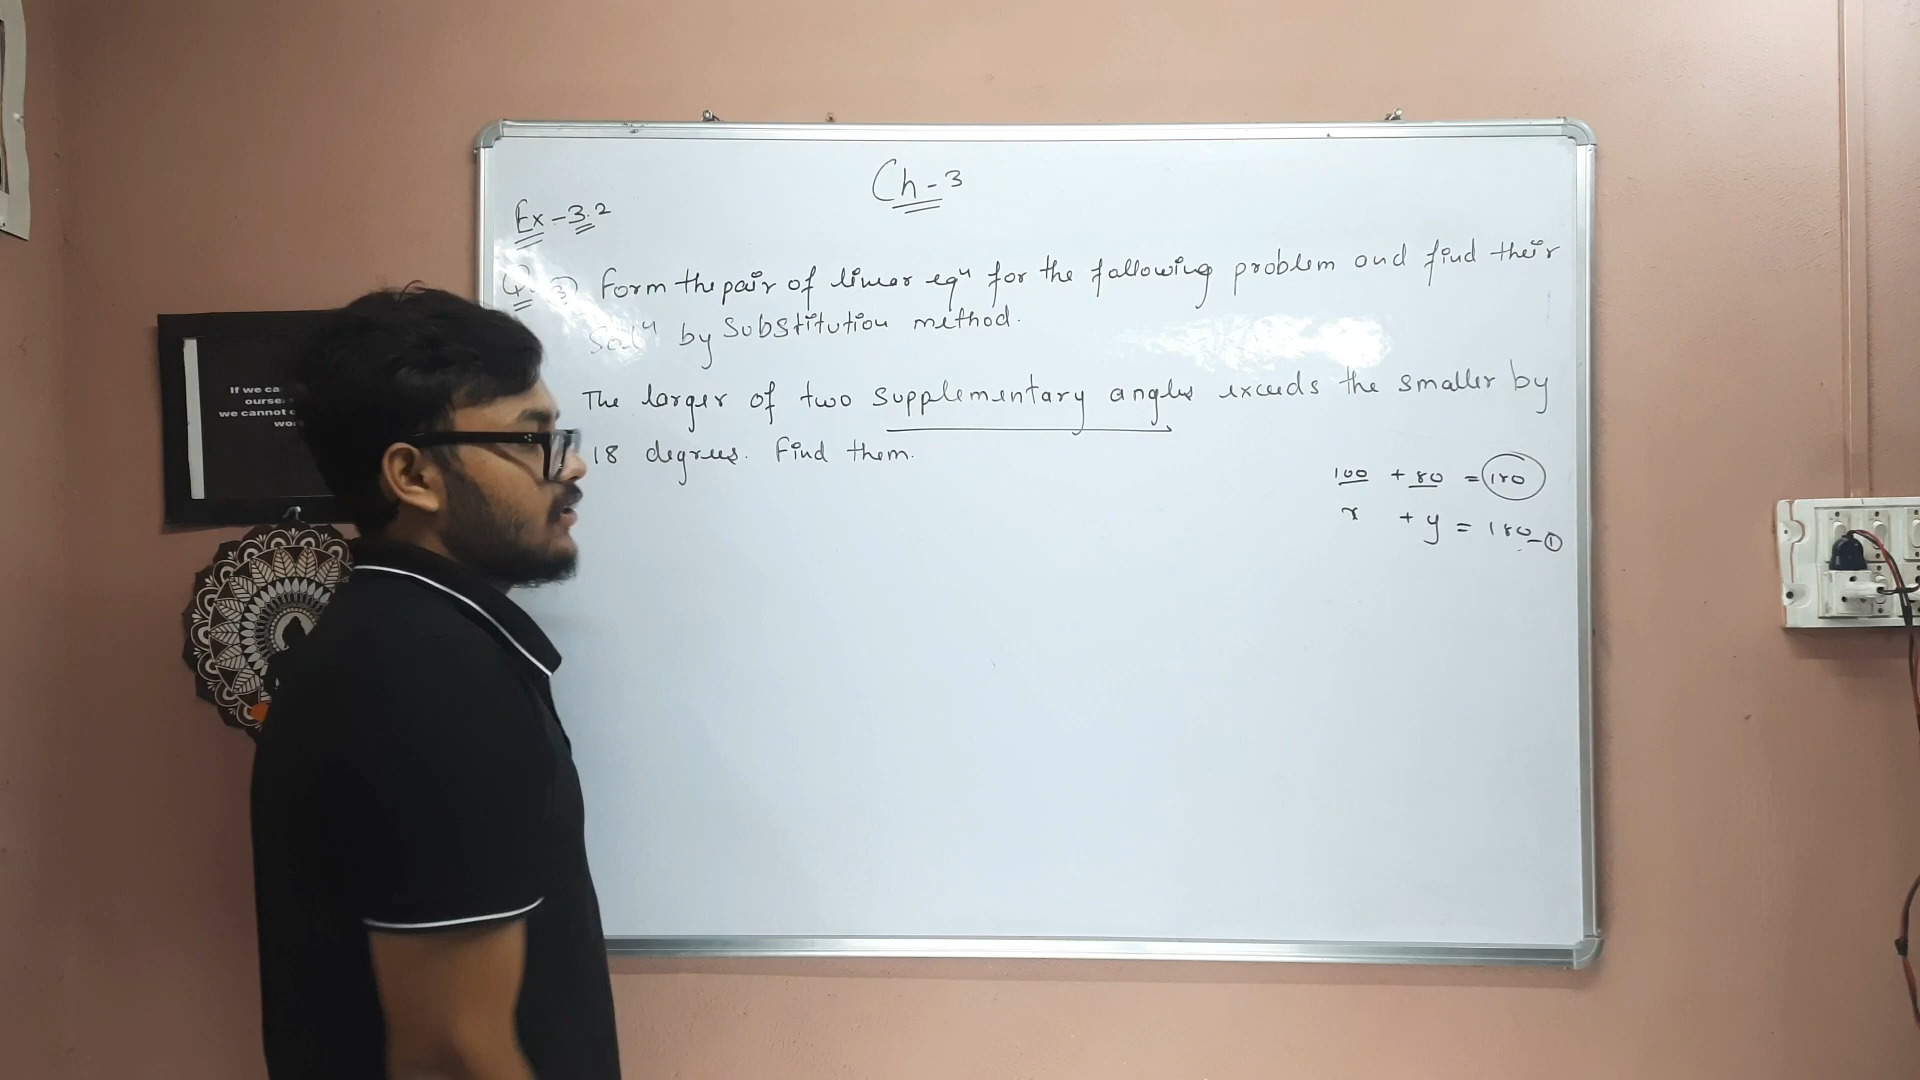 Ch-3
Ex-3.2
Q. ③ Form the pair of linear eqⁿ for the following problem and find their
Solⁿ by Substitution method.
The larger of two supplementary angles exceeds the smaller by
18 degrees. Find them.
100 + 80 = 180
x + y = 180 - ①
If we ca
ourse
we cannot
wo